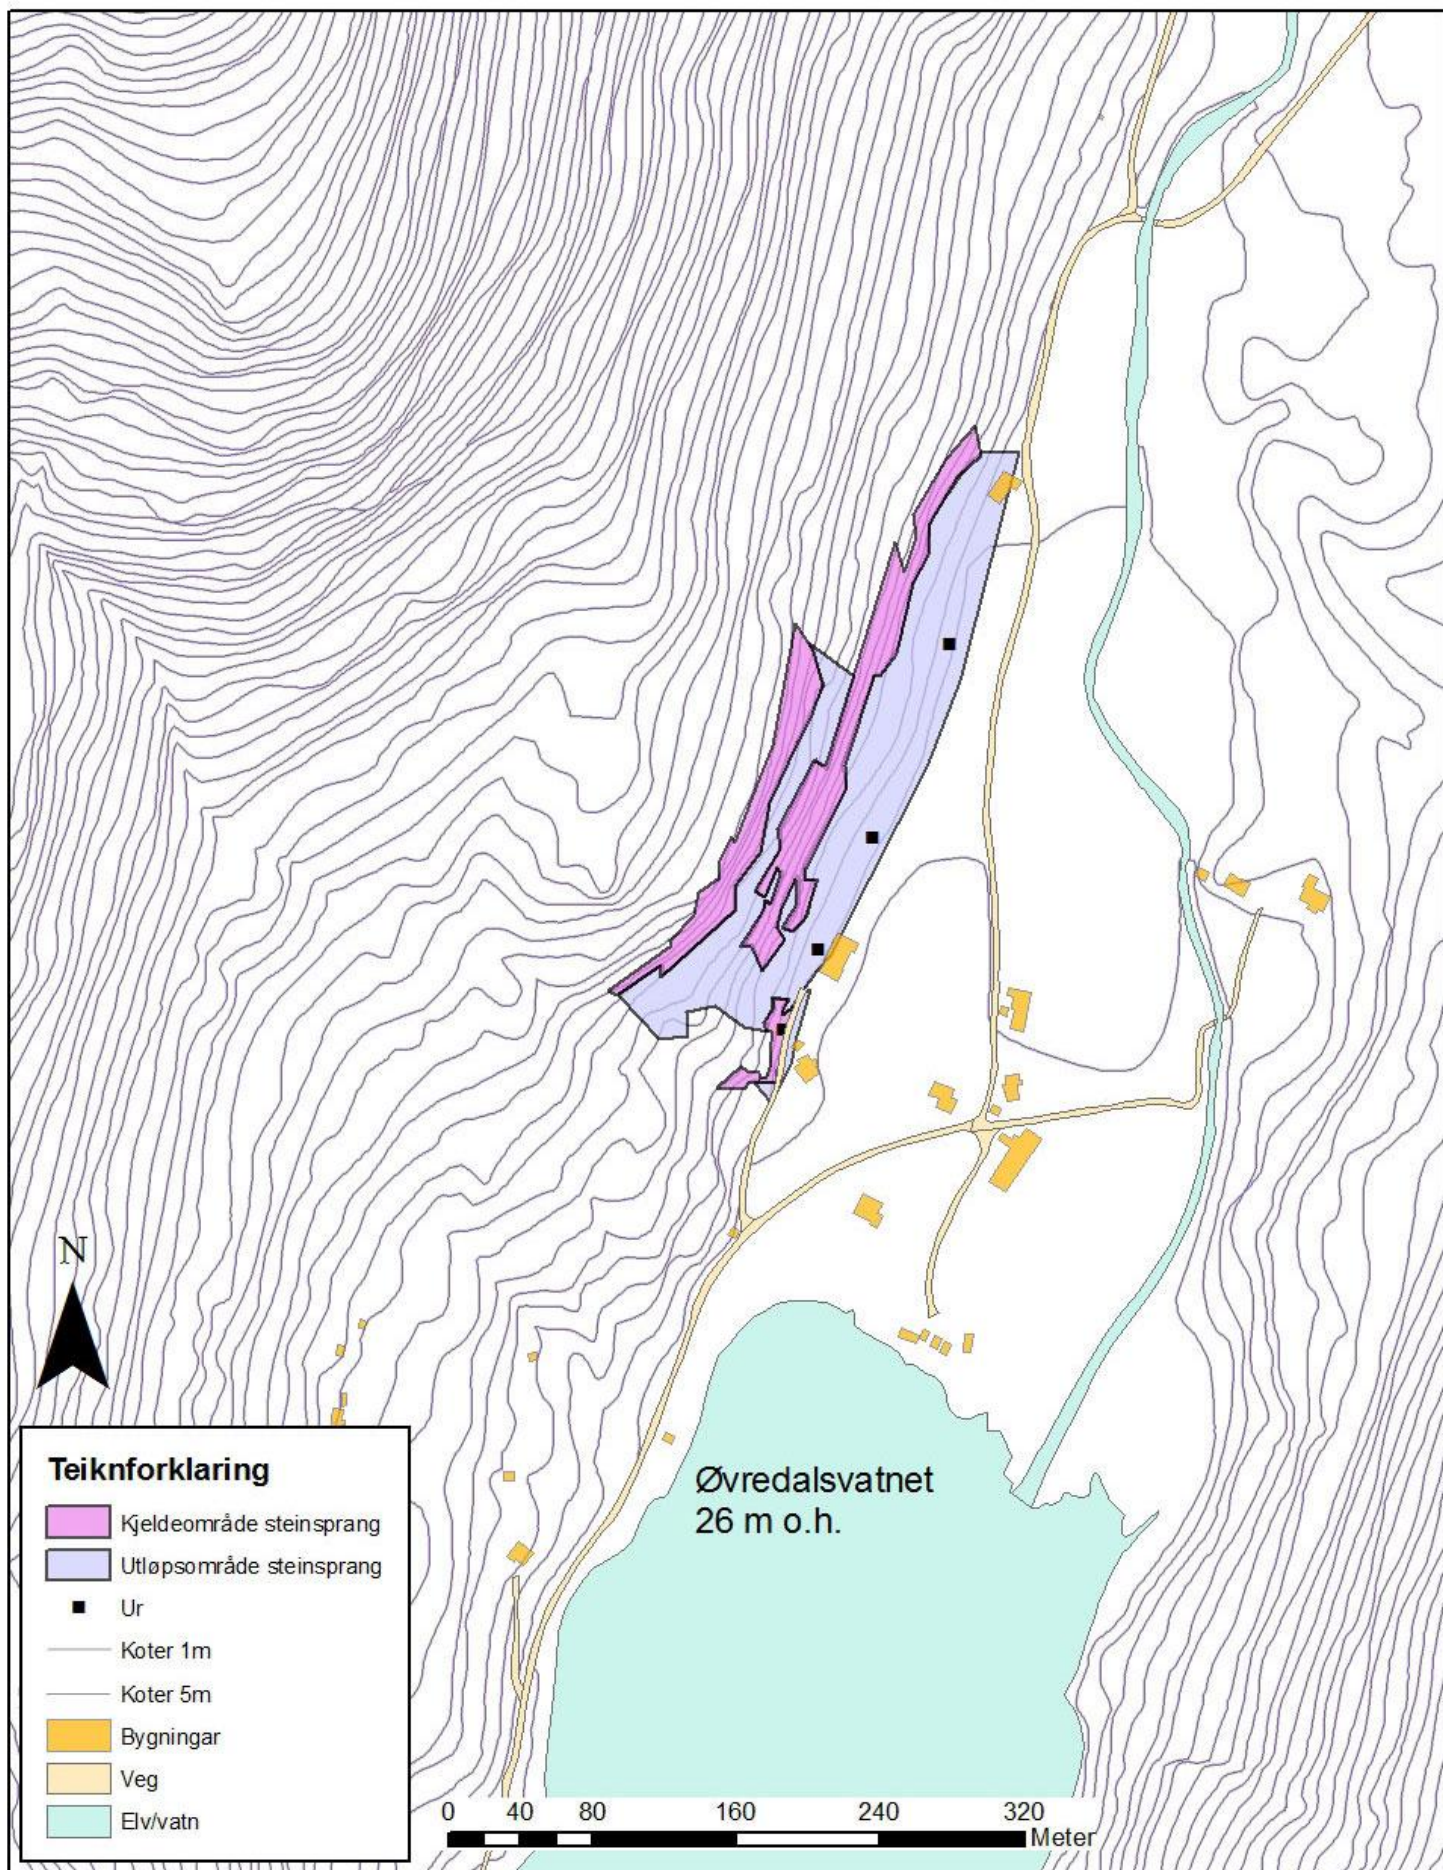 N
Teiknforklaring
Kjeldeområde steinsprang
Utløpsområde steinsprang
Ur
Koter 1m
Koter 5m
Bygningar
Veg
Elv/vatn
Øvredalsvatnet
26 m o.h.
0 40 80 160 240 320
Meter